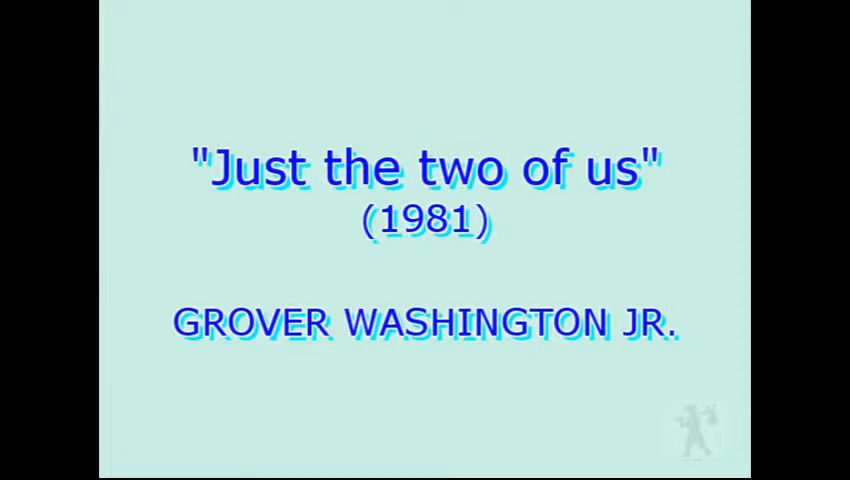 "Just the two of us"
(1981)
GROVER WASHINGTON JR.